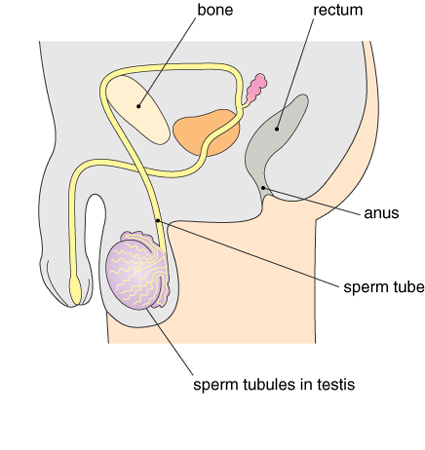 bone
rectum
anus
sperm tube
sperm tubules in testis